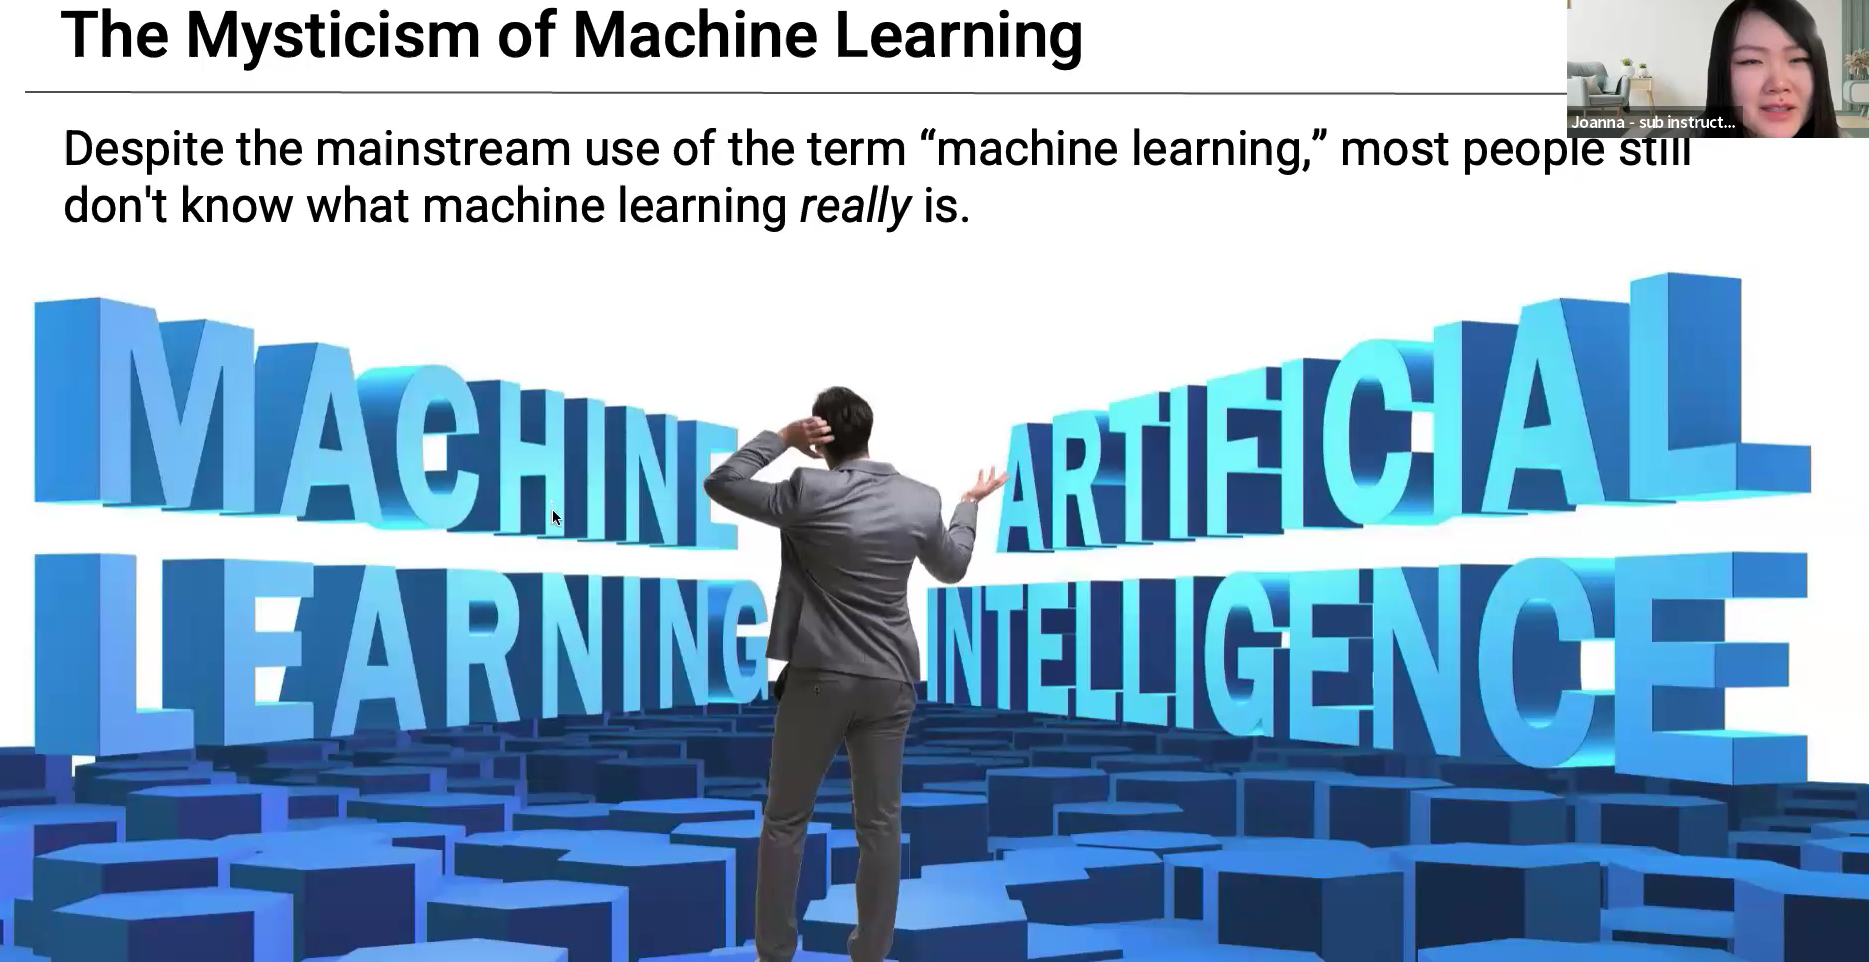 The Mysticism of Machine Learning
Joanna - sub instruct...
Despite the mainstream use of the term “machine learning,” most people still
don't know what machine learning really is.
MACHINE
LEARNING
ARTIFICIAL
INTELLIGENCE